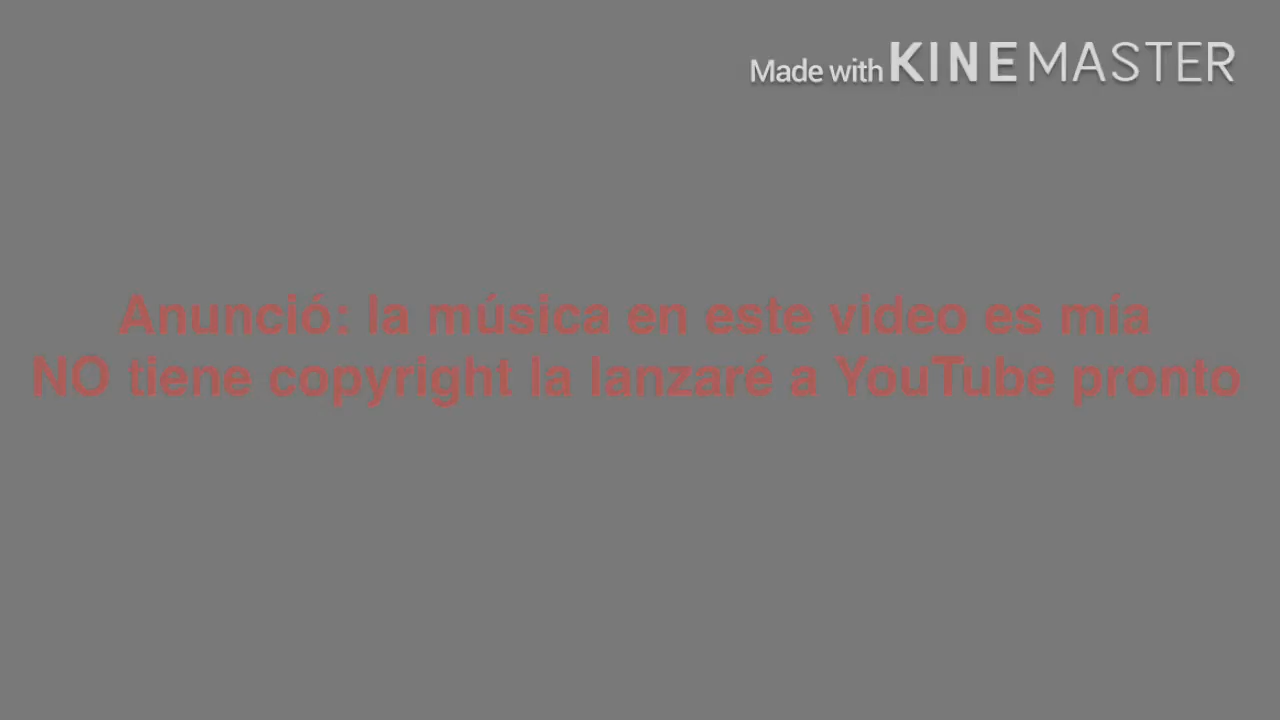 Made with KINEMASTER
Anunció: la música en este video es mía
NO tiene copyright la lanzaré a YouTube pronto